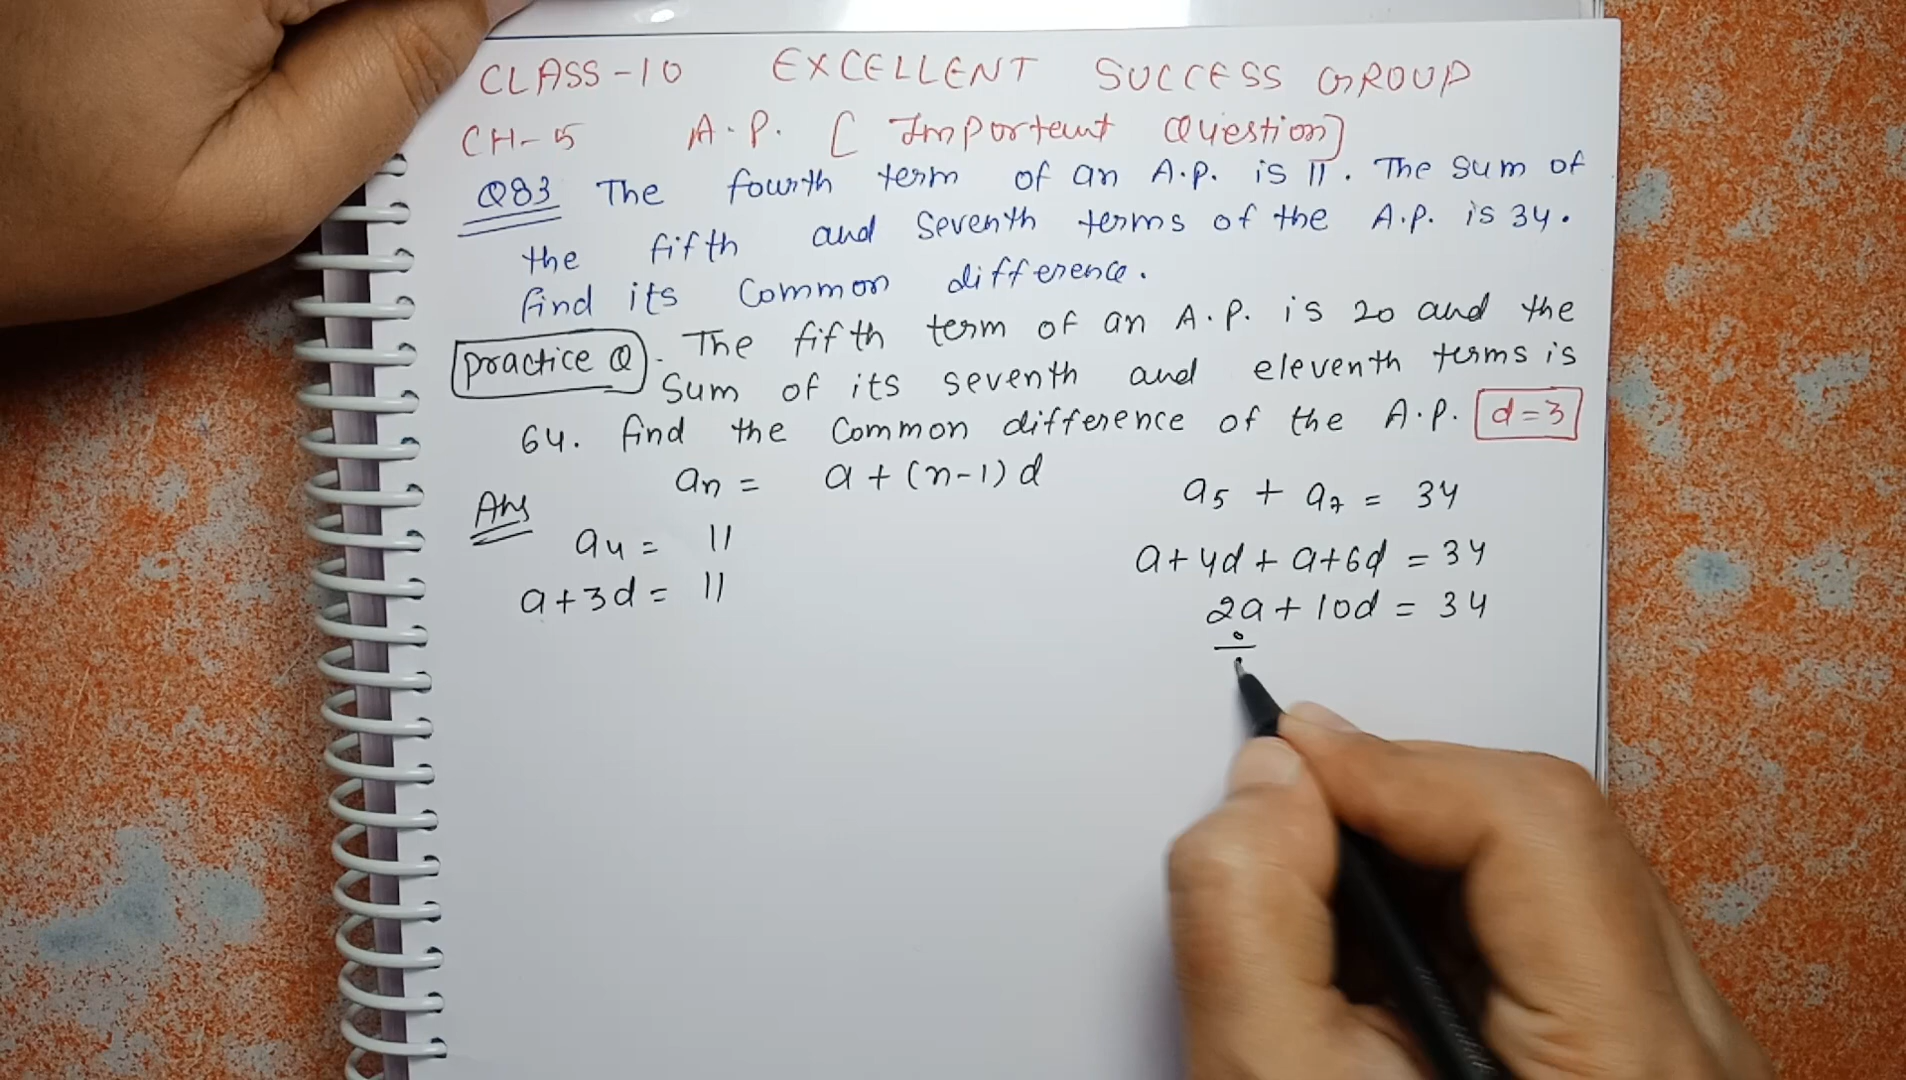 CLASS-10 EXCELLENT SUCCESS GROUP
CH-5 A.P. [Important Question]
Q83 The fourth term of an A.P. is 11. The sum of
the fifth and seventh terms of the A.P. is 34.
find its common difference.
Practice Q. The fifth term of an A.P. is 20 and the
sum of its seventh and eleventh terms is
64. find the common difference of the A.P. d=3
Ans
an = a + (n-1) d
a4 = 11
a+3d = 11
a5 + a7 = 34
a+4d + a+6d = 34
2a + 10d = 34
÷